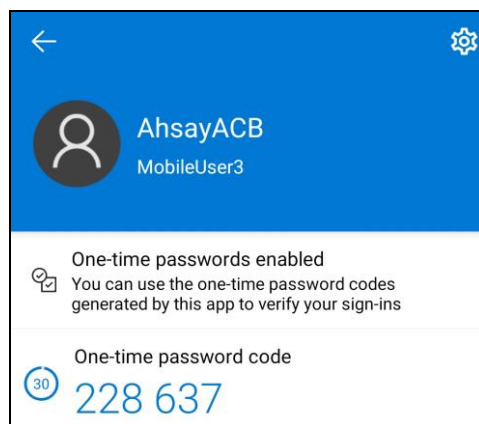 AhsayACB
MobileUser3
One-time passwords enabled
You can use the one-time password codes
generated by this app to verify your sign-ins
One-time password code
30
228 637